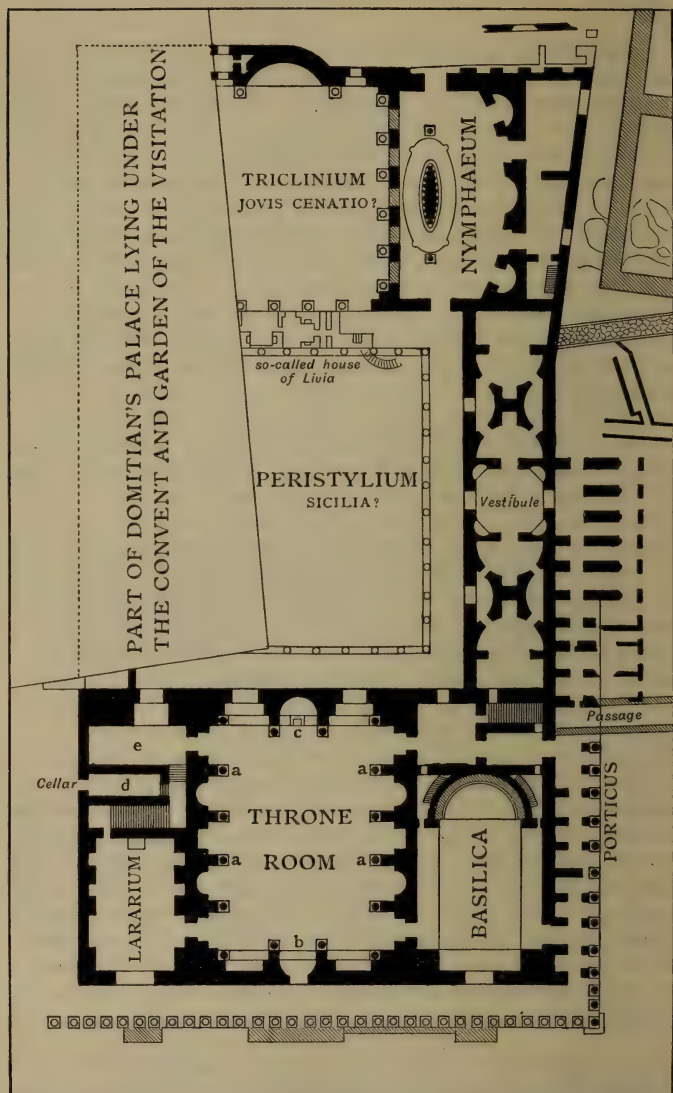 PART OF DOMITIAN'S PALACE LYING UNDER
THE CONVENT AND GARDEN OF THE VISITATION
TRICLINIUM
JOVIS CENATIO?
NYMPHAEUM
so-called house
of Livia
PERISTYLIUM
SICILIA?
Vestibule
Passage
e
c
Cellar
d
a
a
THRONE
ROOM
a
a
b
LARARIUM
BASILICA
PORTICUS